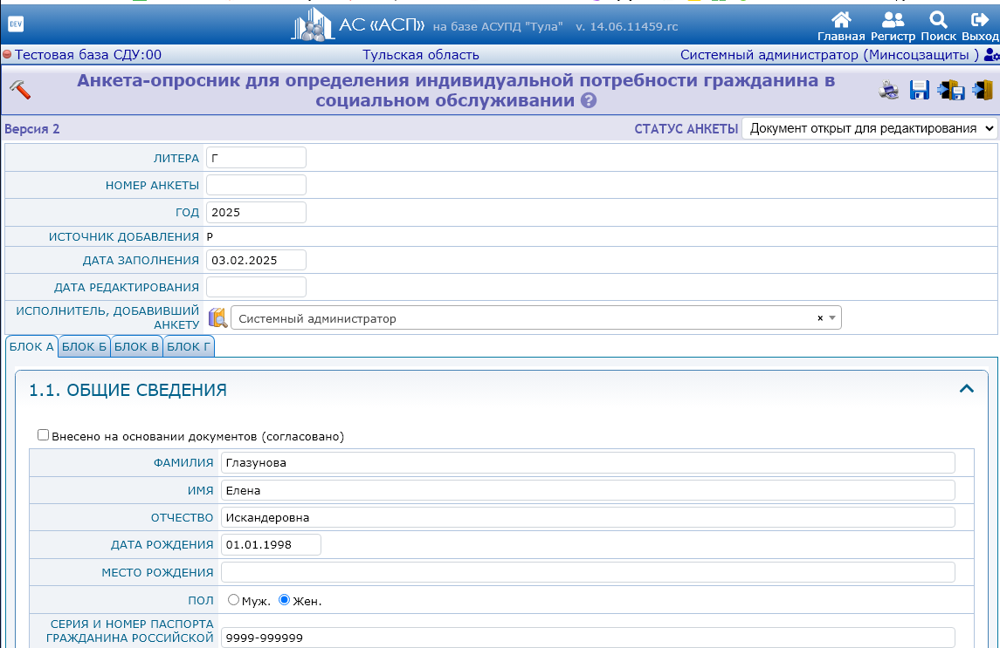 DEV
АС «АСП» на базе АСУПД "Тула" v. 14.06.11459.rc
Главная Регистр Поиск Выход
Тестовая база СДУ:00 Тульская область Системный администратор (Минсоцзащиты )
Анкета-опросник для определения индивидуальной потребности гражданина в
социальном обслуживании ?
Версия 2 СТАТУС АНКЕТЫ Документ открыт для редактирования
ЛИТЕРА Г
НОМЕР АНКЕТЫ
ГОД 2025
ИСТОЧНИК ДОБАВЛЕНИЯ Р
ДАТА ЗАПОЛНЕНИЯ 03.02.2025
ДАТА РЕДАКТИРОВАНИЯ
ИСПОЛНИТЕЛЬ, ДОБАВИВШИЙ
АНКЕТУ Системный администратор ×
БЛОК А БЛОК Б БЛОК В БЛОК Г
1.1. ОБЩИЕ СВЕДЕНИЯ
Внесено на основании документов (согласовано)
ФАМИЛИЯ Глазунова
ИМЯ Елена
ОТЧЕСТВО Искандеровна
ДАТА РОЖДЕНИЯ 01.01.1998
МЕСТО РОЖДЕНИЯ
ПОЛ Муж. Жен.
СЕРИЯ И НОМЕР ПАСПОРТА
ГРАЖДАНИНА РОССИЙСКОЙ 9999-999999